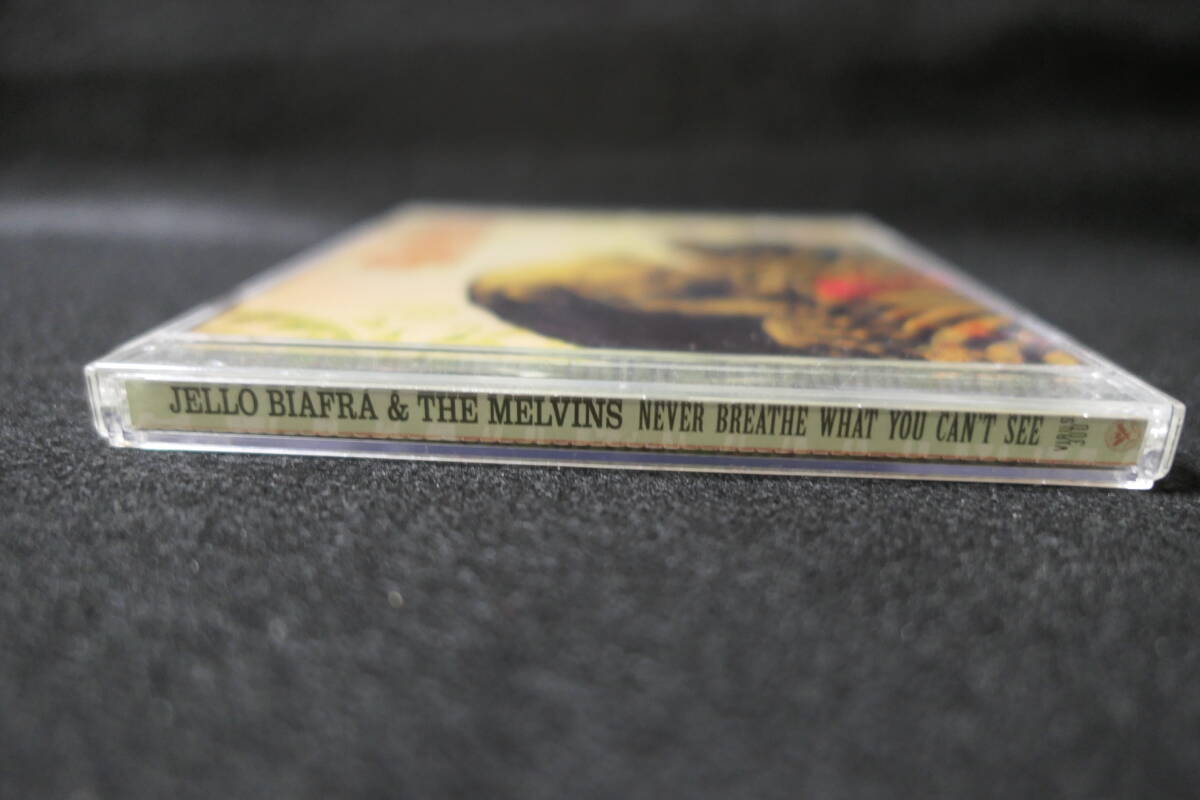 JELLO BIAFRA & THE MELVINS NEVER BREATHE WHAT YOU CAN'T SEE
VIRUS
300